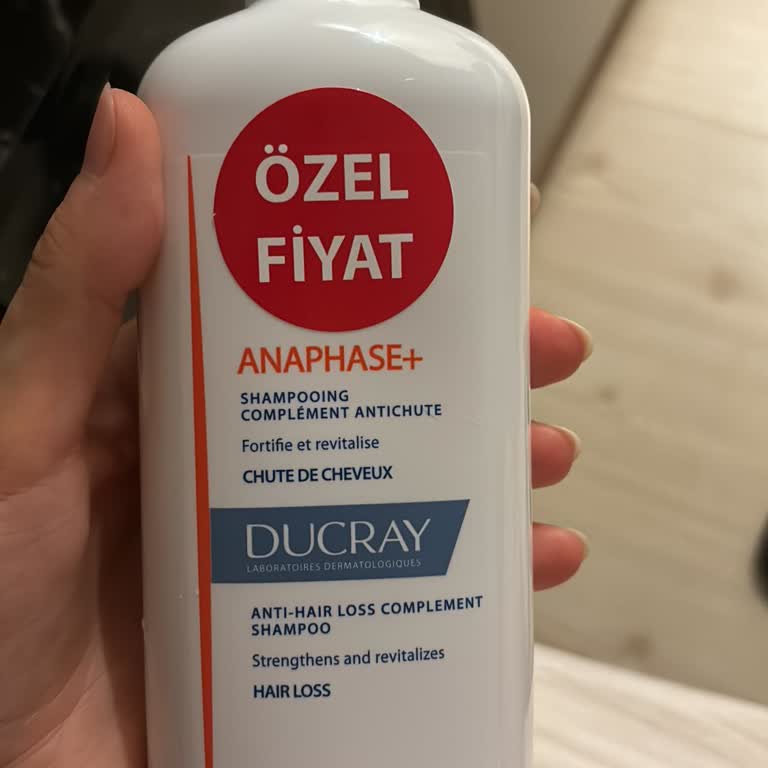 ÖZEL
FİYAT
ANAPHASE+
SHAMPOOING
COMPLÉMENT ANTICHUTE
Fortifie et revitalise
CHUTE DE CHEVEUX
DUCRAY
LABORATOIRES DERMATOLOGIQUES
ANTI-HAIR LOSS COMPLEMENT
SHAMPOO
Strengthens and revitalizes
HAIR LOSS